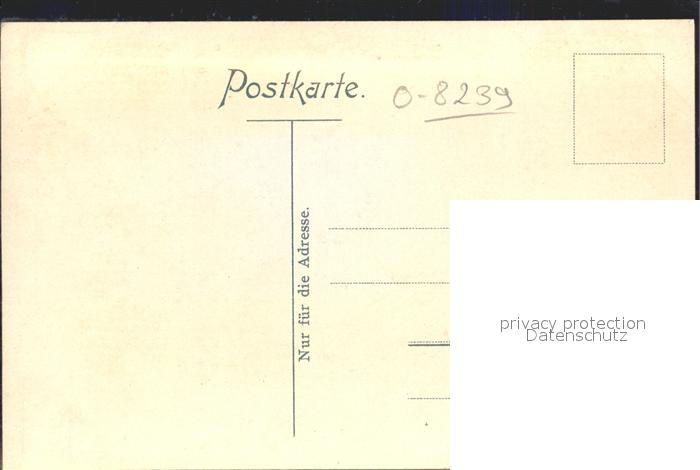 Postkarte.
O-8239
Nur für die Adresse.
privacy protection
Datenschutz